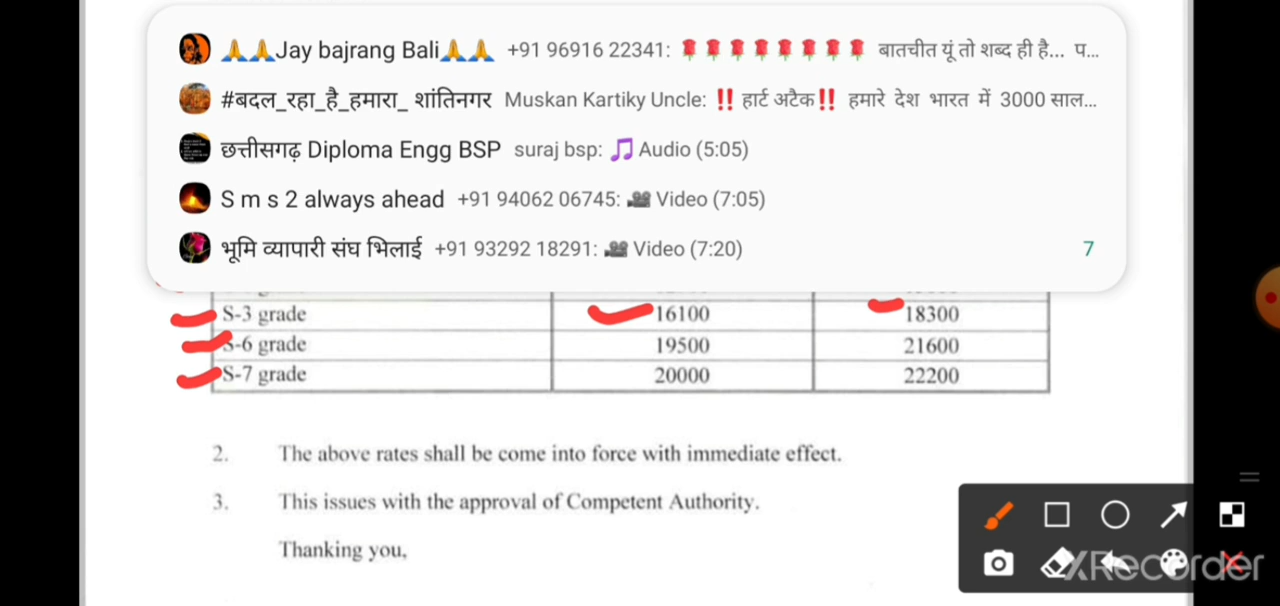 🙏🙏Jay bajrang Bali🙏🙏 +91 96916 22341: 🌹🌹🌹🌹🌹🌹🌹🌹 बातचीत यूं तो शब्द ही है... प...
#बदल_रहा_है_हमारा_ शांतिनगर Muskan Kartiky Uncle: ‼️ हार्ट अटैक‼️ हमारे देश भारत में 3000 साल...
छत्तीसगढ़ Diploma Engg BSP suraj bsp: 🎵 Audio (5:05)
S m s 2 always ahead +91 94062 06745: 🎥 Video (7:05)
भूमि व्यापारी संघ भिलाई +91 93292 18291: 🎥 Video (7:20) 7
S-3 grade 16100 18300
S-6 grade 19500 21600
S-7 grade 20000 22200
2. The above rates shall be come into force with immediate effect.
3. This issues with the approval of Competent Authority.
Thanking you,
XRecorder